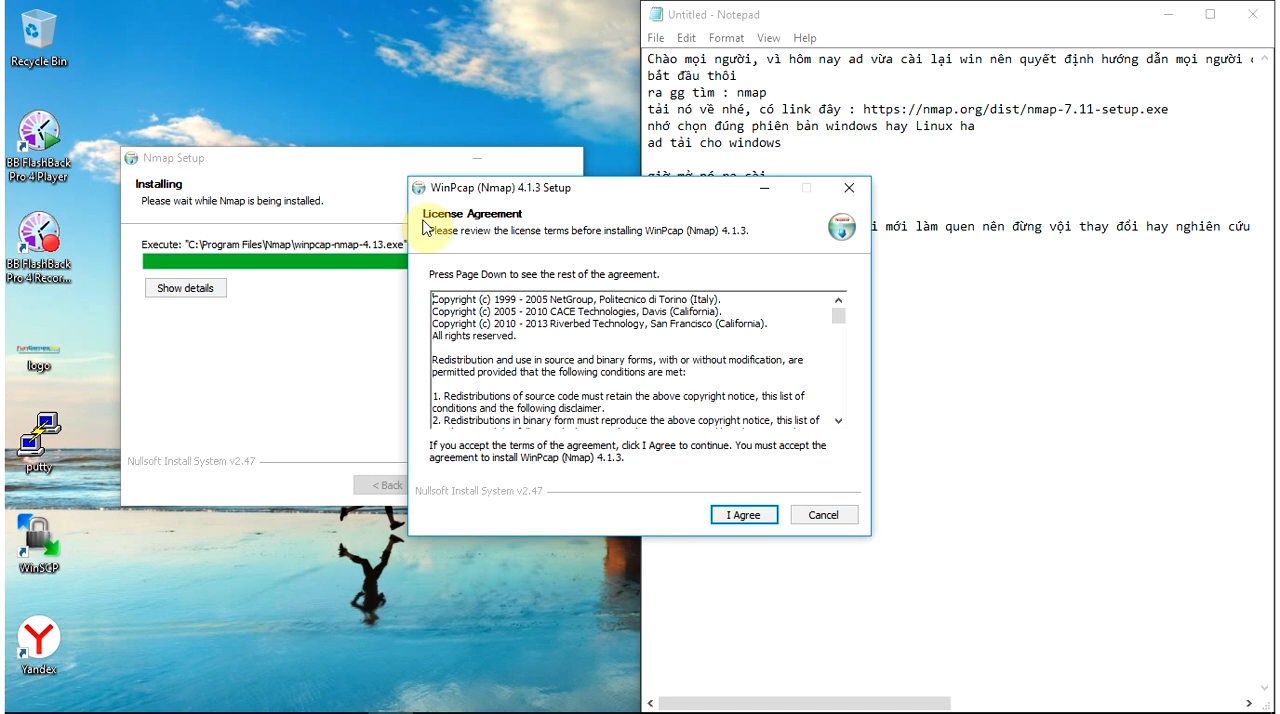 Recycle Bin
BB FlashBack
Pro 4 Player
BB FlashBack
Pro 4 Recor...
logo
putty
WinSCP
Yandex
Nmap Setup
Installing
Please wait while Nmap is being installed.
Execute: "C:\Program Files\Nmap\winpcap-nmap-4.13.exe"
Show details
Nullsoft Install System v2.47
< Back
WinPcap (Nmap) 4.1.3 Setup
License Agreement
Please review the license terms before installing WinPcap (Nmap) 4.1.3.
Press Page Down to see the rest of the agreement.
Copyright (c) 1999 - 2005 NetGroup, Politecnico di Torino (Italy).
Copyright (c) 2005 - 2010 CACE Technologies, Davis (California).
Copyright (c) 2010 - 2013 Riverbed Technology, San Francisco (California).
All rights reserved.
Redistribution and use in source and binary forms, with or without modification, are
permitted provided that the following conditions are met:
1. Redistributions of source code must retain the above copyright notice, this list of
conditions and the following disclaimer.
2. Redistributions in binary form must reproduce the above copyright notice, this list of
If you accept the terms of the agreement, click I Agree to continue. You must accept the
agreement to install WinPcap (Nmap) 4.1.3.
Nullsoft Install System v2.47
I Agree
Cancel
Untitled - Notepad
File Edit Format View Help
Chào mọi người, vì hôm nay ad vừa cài lại win nên quyết định hướng dẫn mọi người
bắt đầu thôi
ra gg tìm : nmap
tải nó về nhé, có link đây : https://nmap.org/dist/nmap-7.11-setup.exe
nhớ chọn đúng phiên bản windows hay Linux ha
ad tải cho windows
giờ mở nó ra
i mới làm quen nên đừng vội thay đổi hay nghiên cứu